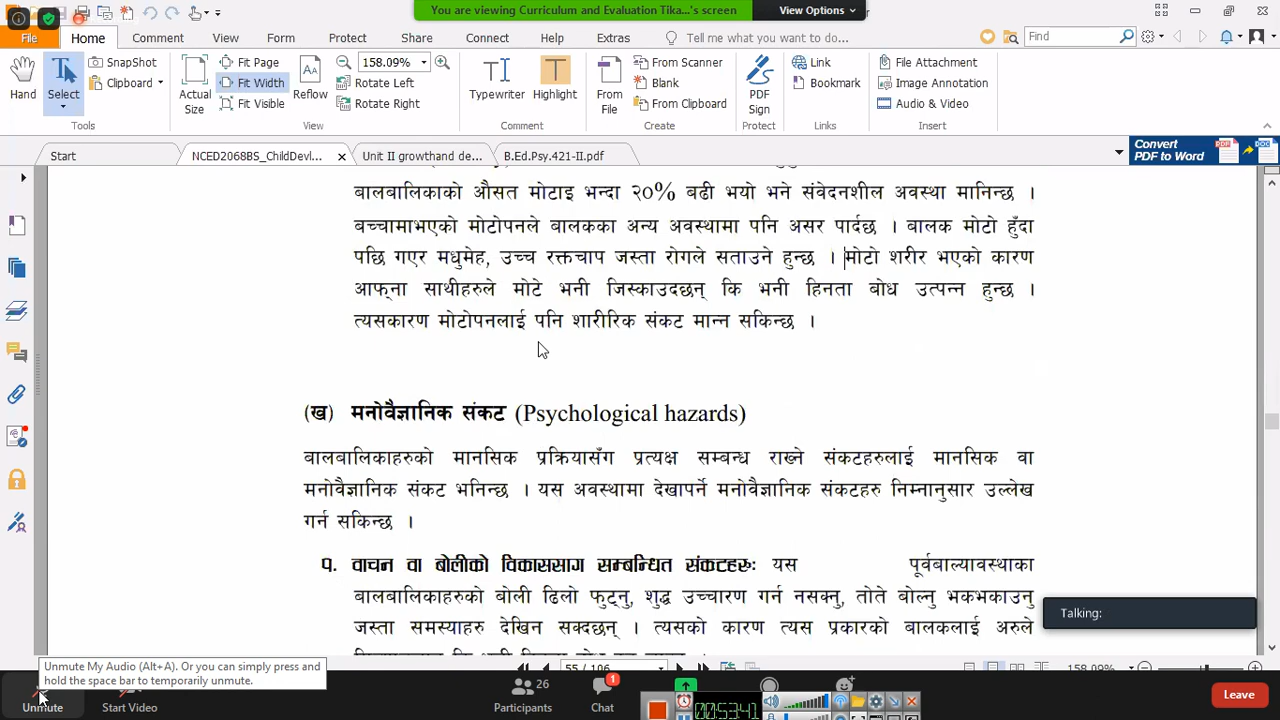 You are viewing Curriculum and Evaluation Tika...'s screen
View Options
File Home Comment View Form Protect Share Connect Help Extras Tell me what you want to do... Find
Hand
Select
SnapShot
Clipboard
Tools
Actual Size
Fit Page
Fit Width
Fit Visible
Reflow
158.09%
Rotate Left
Rotate Right
View
Typewriter
Highlight
Comment
From File
From Scanner
Blank
From Clipboard
Create
PDF Sign
Protect
Link
Bookmark
Links
File Attachment
Image Annotation
Audio & Video
Insert
Start
NCED2068BS_ChildDevl...
Unit II growthand de...
B.Ed.Psy.421-II.pdf
Convert PDF to Word
बालबालिकाको औसत मोटाइ भन्दा २०% बढी भयो भने संवेदनशील अवस्था मानिन्छ ।
बच्चामाभएको मोटोपनले बालकका अन्य अवस्थामा पनि असर पार्दछ । बालक मोटो हुँदा
पछि गएर मधुमेह, उच्च रक्तचाप जस्ता रोगले सताउने हुन्छ । मोटो शरीर भएको कारण
आफ्ना साथीहरुले मोटे भनी जिस्काउदछन् कि भनी हिनता बोध उत्पन्न हुन्छ ।
त्यसकारण मोटोपनलाई पनि शारीरिक संकट मान्न सकिन्छ ।
(ख) मनोवैज्ञानिक संकट (Psychological hazards)
बालबालिकाहरुको मानसिक प्रक्रियासँग प्रत्यक्ष सम्बन्ध राख्ने संकटहरुलाई मानसिक वा
मनोवैज्ञानिक संकट भनिन्छ । यस अवस्थामा देखापर्ने मनोवैज्ञानिक संकटहरु निम्नानुसार उल्लेख
गर्न सकिन्छ ।
प. वाचन वा बोलीको विकाससाग सम्बन्धित संकटहरुः यस पूर्वबाल्यावस्थाका
बालबालिकाहरुको बोली ढिलो फुट्नु, शुद्ध उच्चारण गर्न नसक्नु, तोते बोल्नु भकभकाउनु
जस्ता समस्याहरु देखिन सक्दछन् । त्यसको कारण त्यस प्रकारको बालकलाई अरुले
Talking:
Unmute My Audio (Alt+A). Or you can simply press and
hold the space bar to temporarily unmute.
55 / 106
158.09%
Unmute
Start Video
26
Participants
1
Chat
00:53:41
Leave